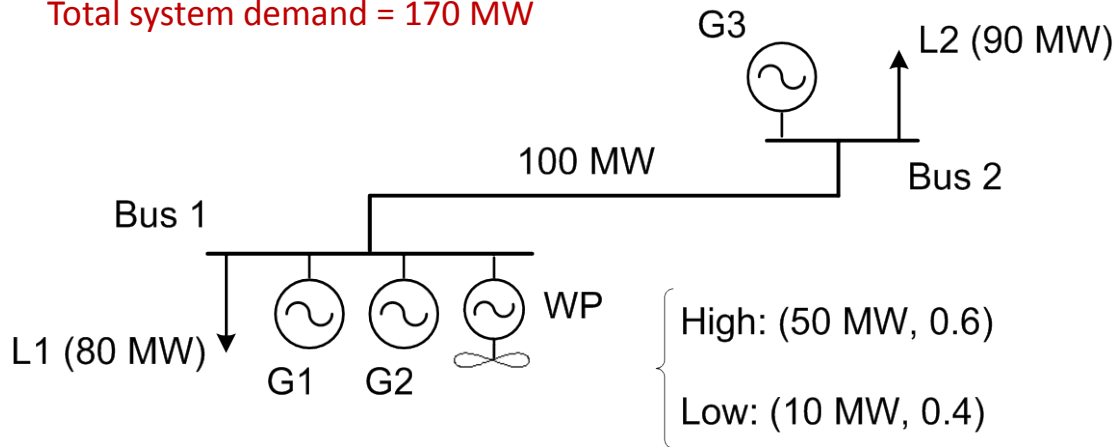 Total system demand = 170 MW
G3
L2 (90 MW)
100 MW
Bus 2
Bus 1
WP
L1 (80 MW)
G1 G2
High: (50 MW, 0.6)
Low: (10 MW, 0.4)